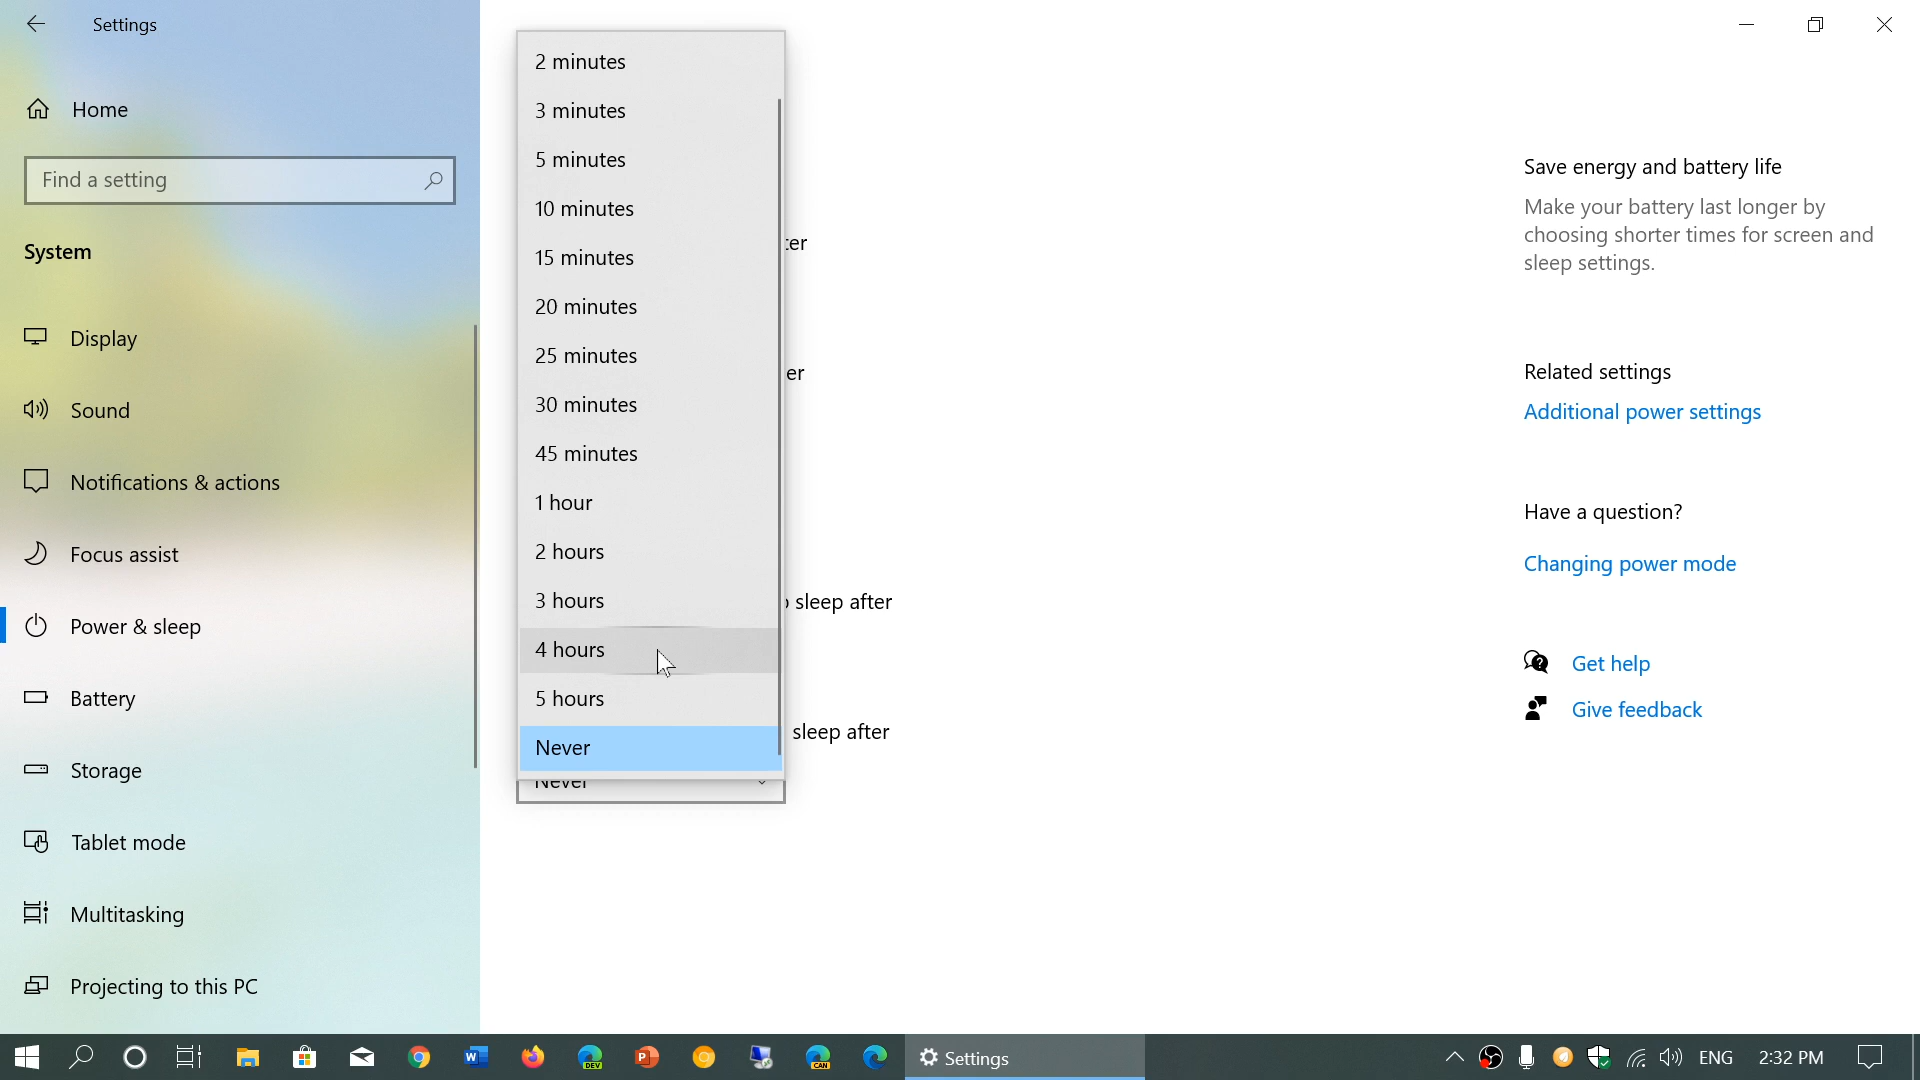 Settings
Home
Find a setting
System
Display
Sound
Notifications & actions
Focus assist
Power & sleep
Battery
Storage
Tablet mode
Multitasking
Projecting to this PC
2 minutes
3 minutes
5 minutes
10 minutes
15 minutes
20 minutes
25 minutes
30 minutes
45 minutes
1 hour
2 hours
3 hours
4 hours
5 hours
Never
Never
er
sleep after
sleep after
Save energy and battery life
Make your battery last longer by
choosing shorter times for screen and
sleep settings.
Related settings
Additional power settings
Have a question?
Changing power mode
Get help
Give feedback
DEV
CAN
Settings
ENG
2:32 PM